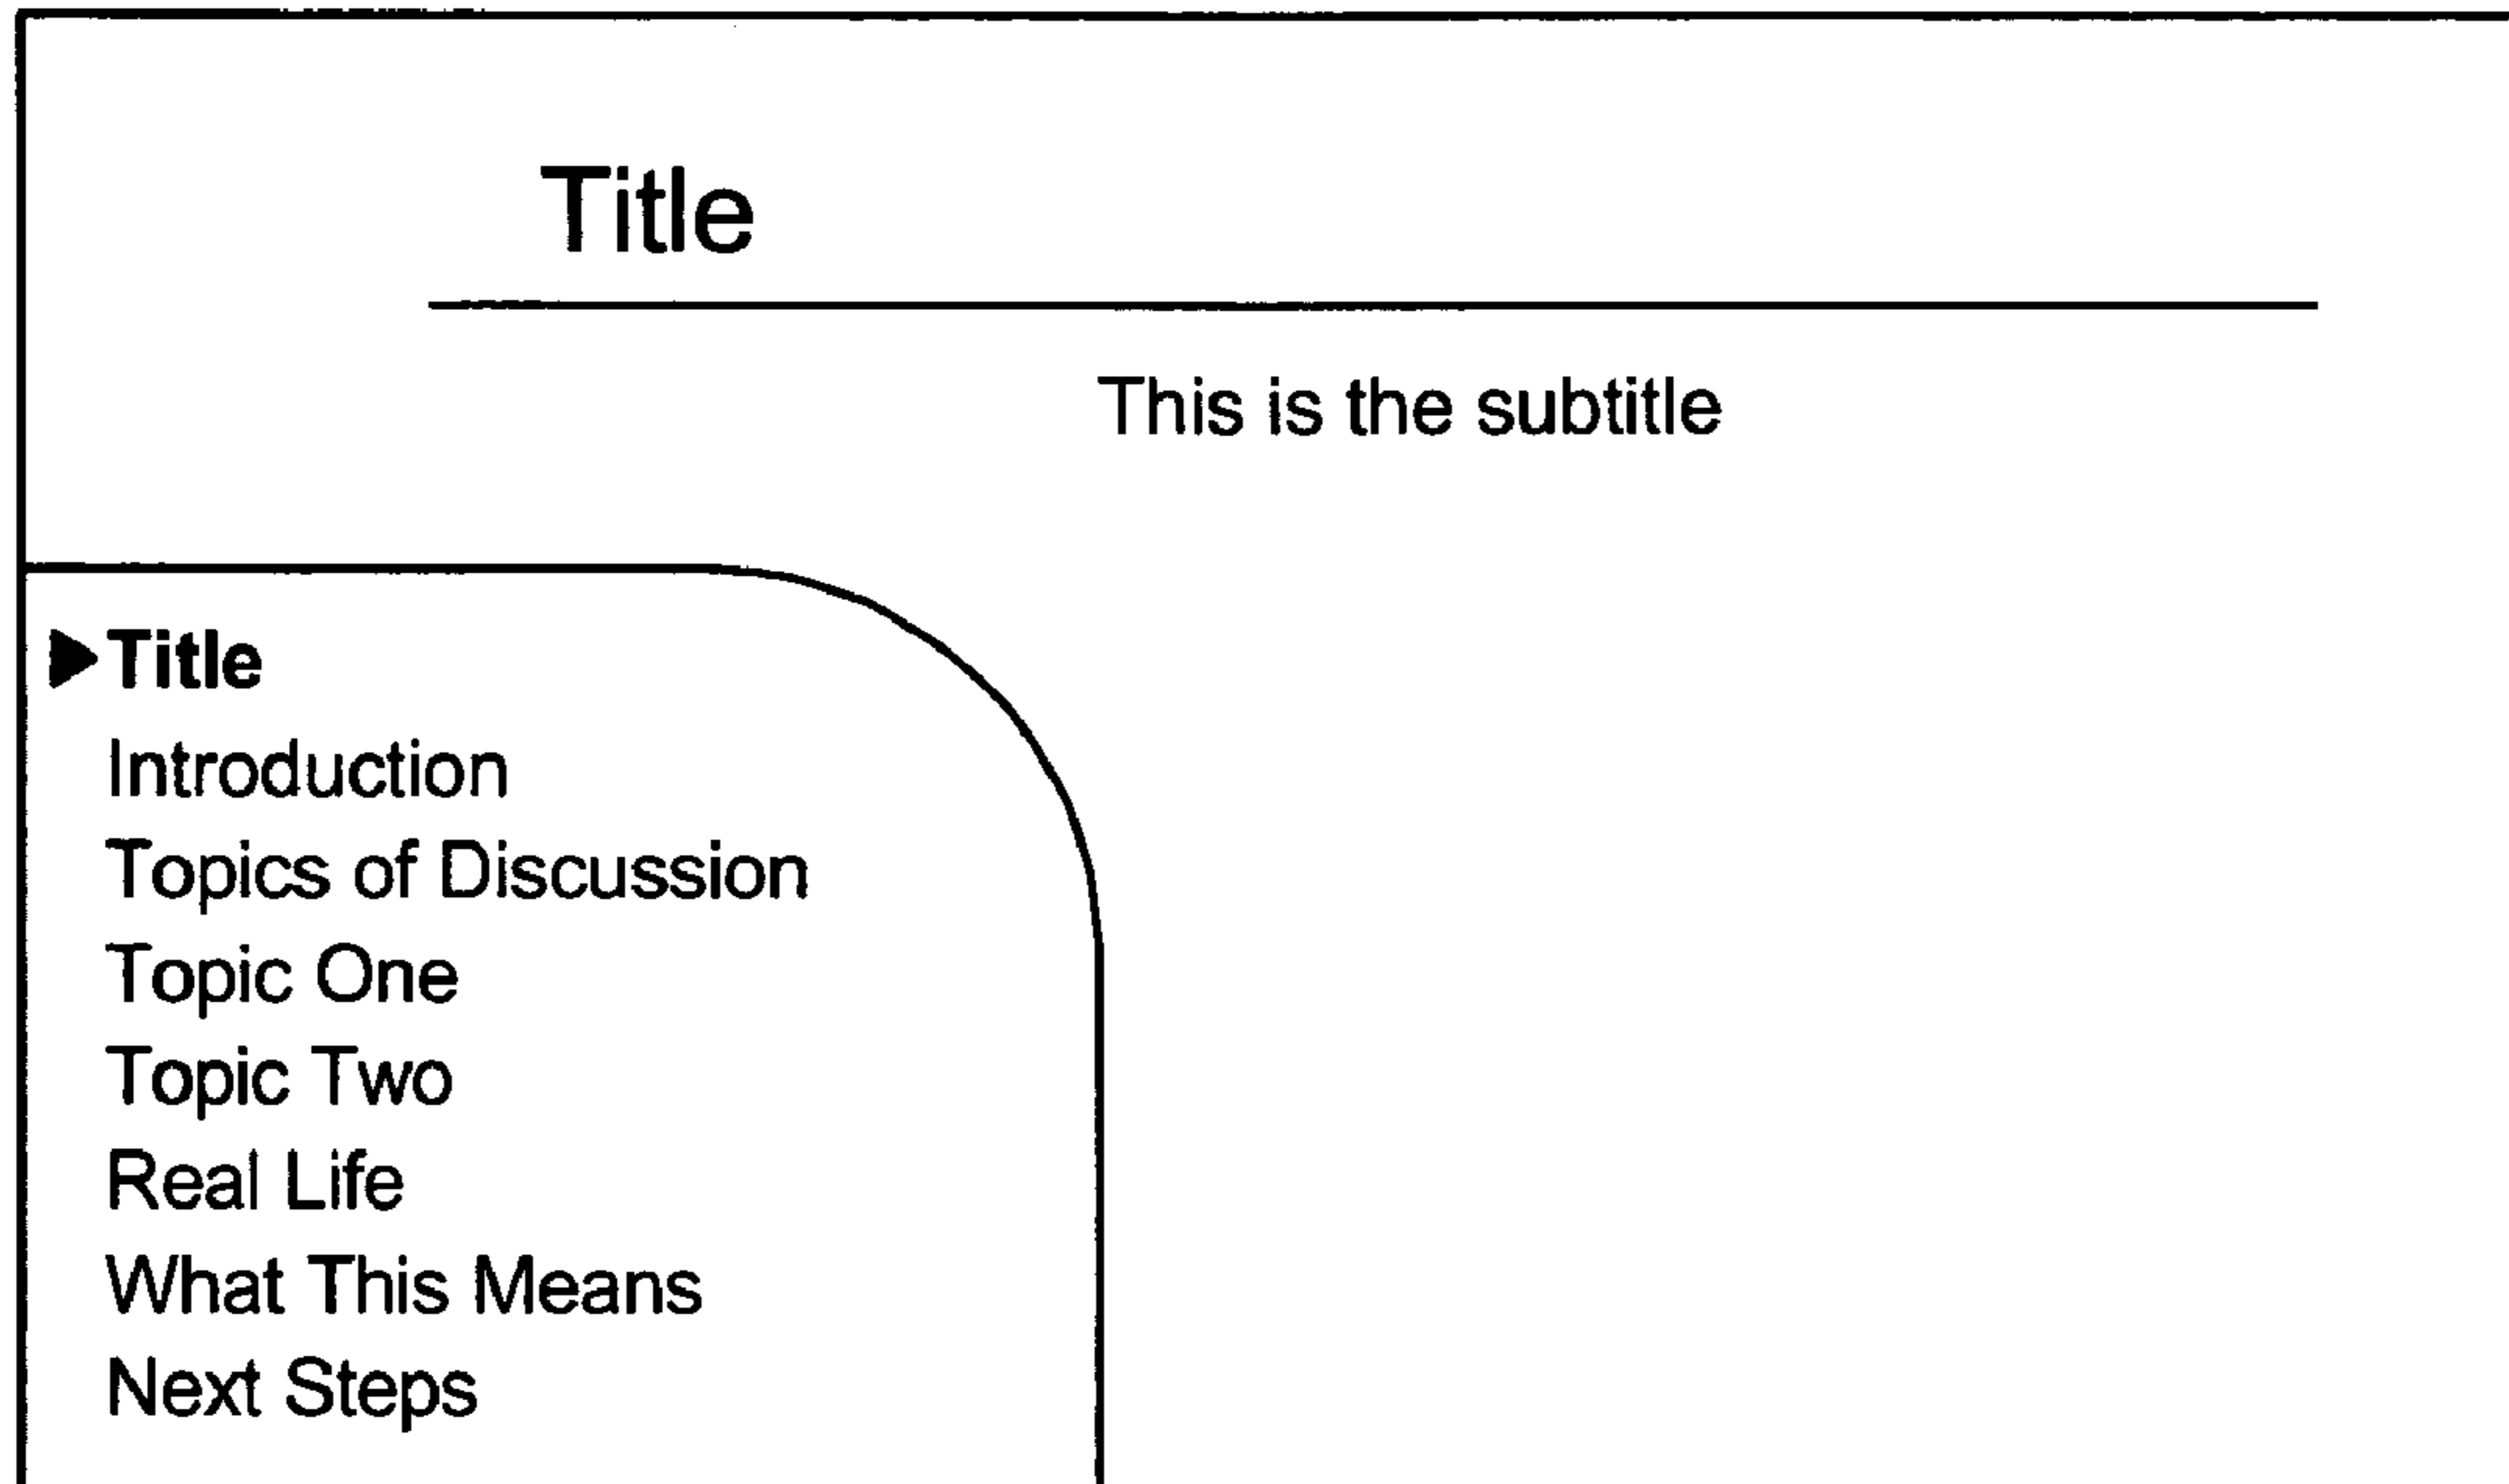 Title
This is the subtitle
Title
Introduction
Topics of Discussion
Topic One
Topic Two
Real Life
What This Means
Next Steps